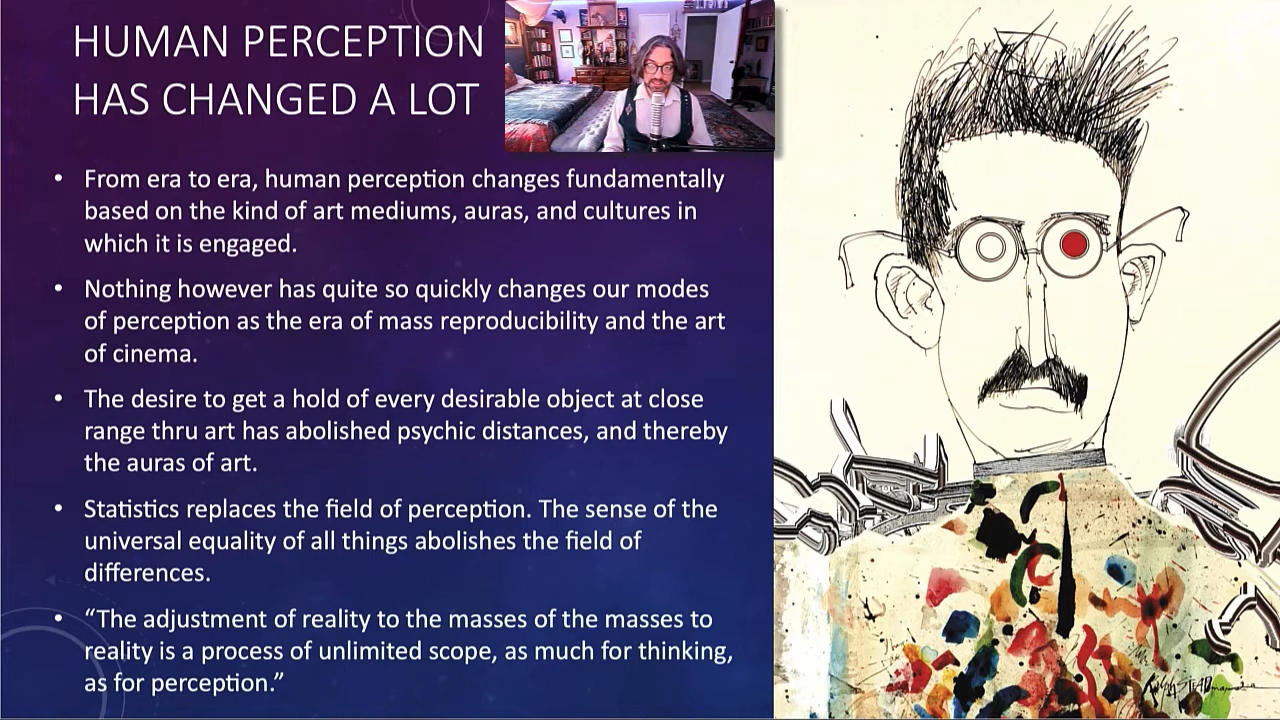 HUMAN PERCEPTION
HAS CHANGED A LOT
• From era to era, human perception changes fundamentally
based on the kind of art mediums, auras, and cultures in
which it is engaged.
• Nothing however has quite so quickly changes our modes
of perception as the era of mass reproducibility and the art
of cinema.
• The desire to get a hold of every desirable object at close
range thru art has abolished psychic distances, and thereby
the auras of art.
• Statistics replaces the field of perception. The sense of the
universal equality of all things abolishes the field of
differences.
• “The adjustment of reality to the masses of the masses to
reality is a process of unlimited scope, as much for thinking,
as for perception.”